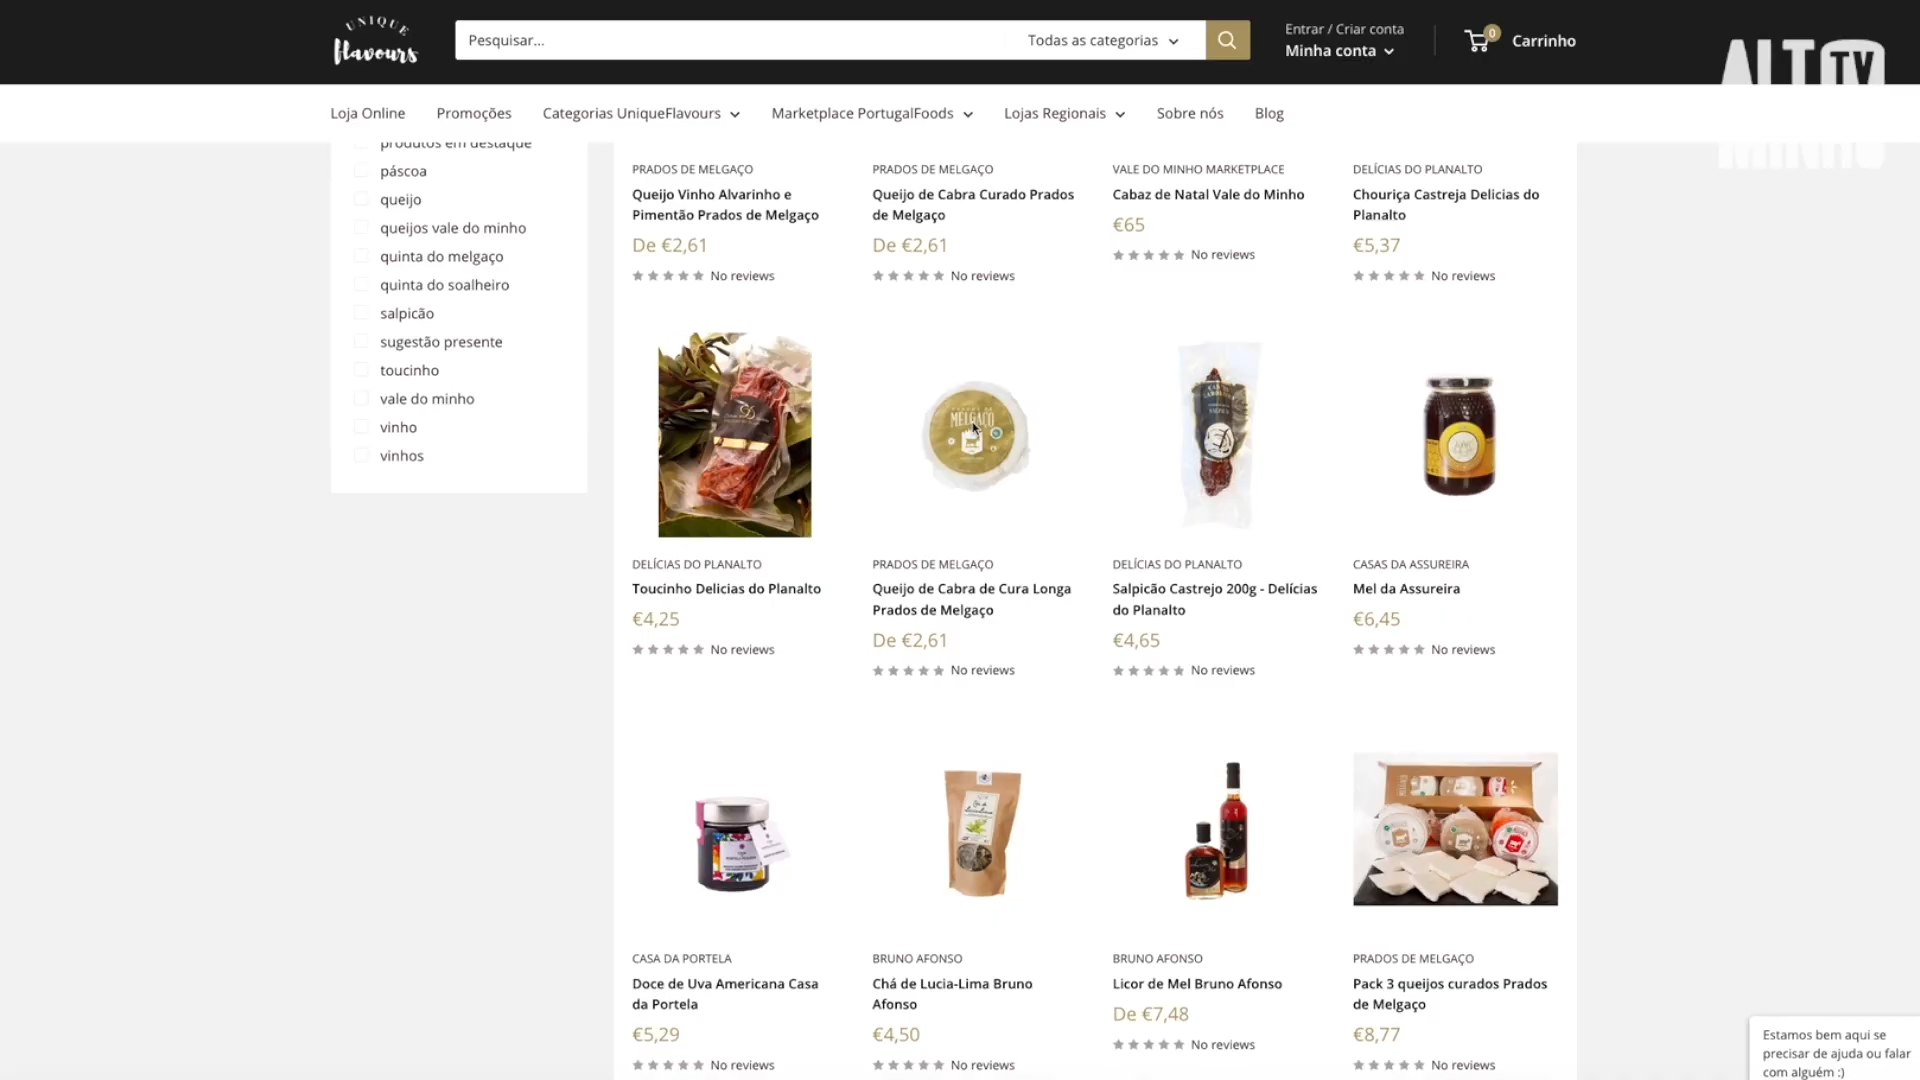 UNIQUE
flavours
Pesquisar...
Todas as categorias
Entrar / Criar conta
Minha conta
0
Carrinho
ALTO
TV
MINHO
Loja Online
Promoções
Categorias UniqueFlavours
Marketplace PortugalFoods
Lojas Regionais
Sobre nós
Blog
produtos em destaque
páscoa
queijo
queijos vale do minho
quinta do melgaço
quinta do soalheiro
salpicão
sugestão presente
toucinho
vale do minho
vinho
vinhos
PRADOS DE MELGAÇO
Queijo Vinho Alvarinho e
Pimentão Prados de Melgaço
De €2,61
No reviews
PRADOS DE MELGAÇO
Queijo de Cabra Curado Prados
de Melgaço
De €2,61
No reviews
VALE DO MINHO MARKETPLACE
Cabaz de Natal Vale do Minho
€65
No reviews
DELÍCIAS DO PLANALTO
Chouriça Castreja Delicias do
Planalto
€5,37
No reviews
MELGAÇO
DELÍCIAS DO PLANALTO
Toucinho Delicias do Planalto
€4,25
No reviews
PRADOS DE MELGAÇO
Queijo de Cabra de Cura Longa
Prados de Melgaço
De €2,61
No reviews
DELÍCIAS DO PLANALTO
Salpicão Castrejo 200g - Delícias
do Planalto
€4,65
No reviews
CASAS DA ASSUREIRA
Mel da Assureira
€6,45
No reviews
CASA DA PORTELA
Doce de Uva Americana Casa
da Portela
€5,29
No reviews
BRUNO AFONSO
Chá de Lucia-Lima Bruno
Afonso
€4,50
No reviews
BRUNO AFONSO
Licor de Mel Bruno Afonso
De €7,48
No reviews
PRADOS DE MELGAÇO
Pack 3 queijos curados Prados
de Melgaço
€8,77
No reviews
Estamos bem aqui se
precisar de ajuda ou falar
com alguém :)